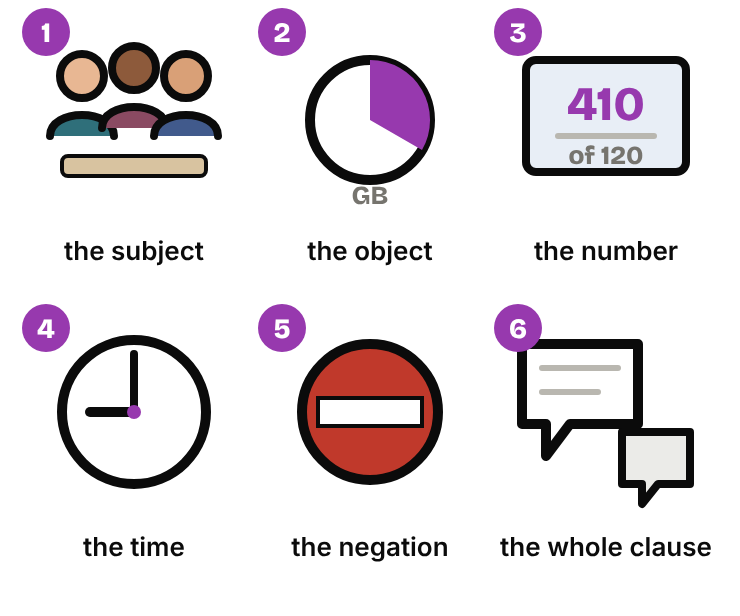 1
2
3
410
of 120
GB
the subject
the object
the number
4
5
6
the time
the negation
the whole clause